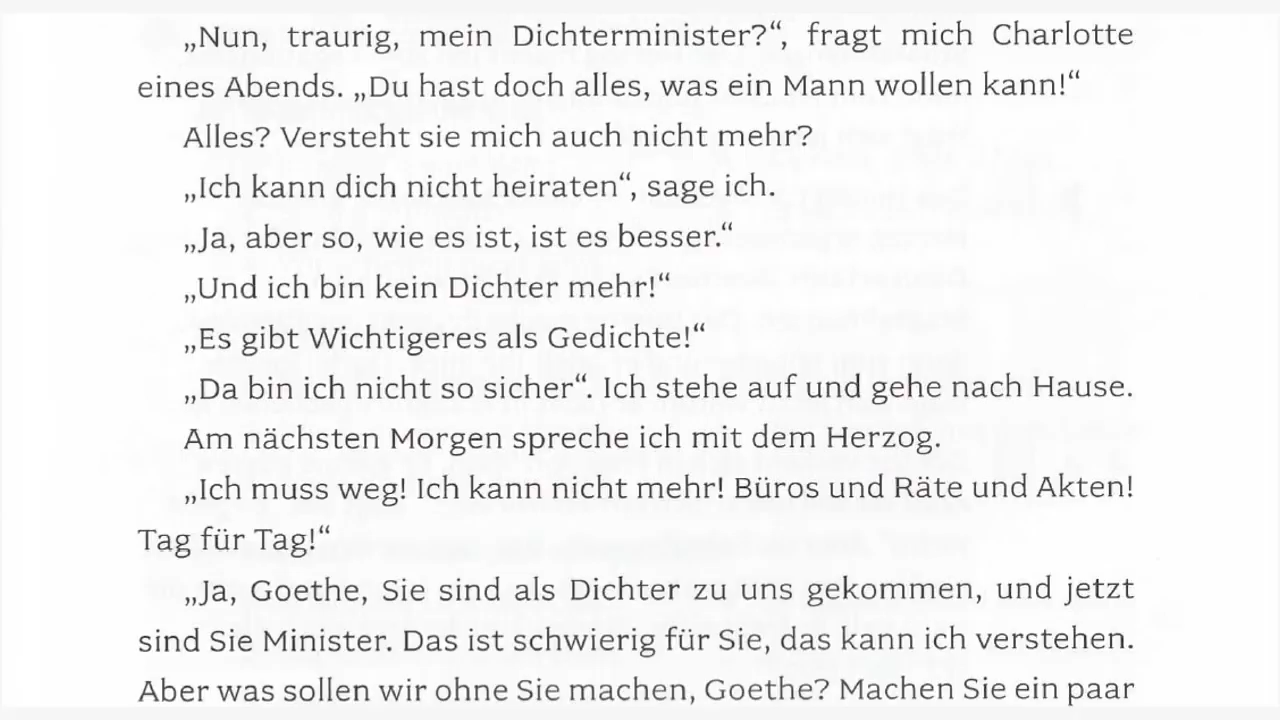 „Nun, traurig, mein Dichterminister?“, fragt mich Charlotte
eines Abends. „Du hast doch alles, was ein Mann wollen kann!“
Alles? Versteht sie mich auch nicht mehr?
„Ich kann dich nicht heiraten“, sage ich.
„Ja, aber so, wie es ist, ist es besser.“
„Und ich bin kein Dichter mehr!“
„Es gibt Wichtigeres als Gedichte!“
„Da bin ich nicht so sicher“. Ich stehe auf und gehe nach Hause.
Am nächsten Morgen spreche ich mit dem Herzog.
„Ich muss weg! Ich kann nicht mehr! Büros und Räte und Akten!
Tag für Tag!“
„Ja, Goethe, Sie sind als Dichter zu uns gekommen, und jetzt
sind Sie Minister. Das ist schwierig für Sie, das kann ich verstehen.
Aber was sollen wir ohne Sie machen, Goethe? Machen Sie ein paar